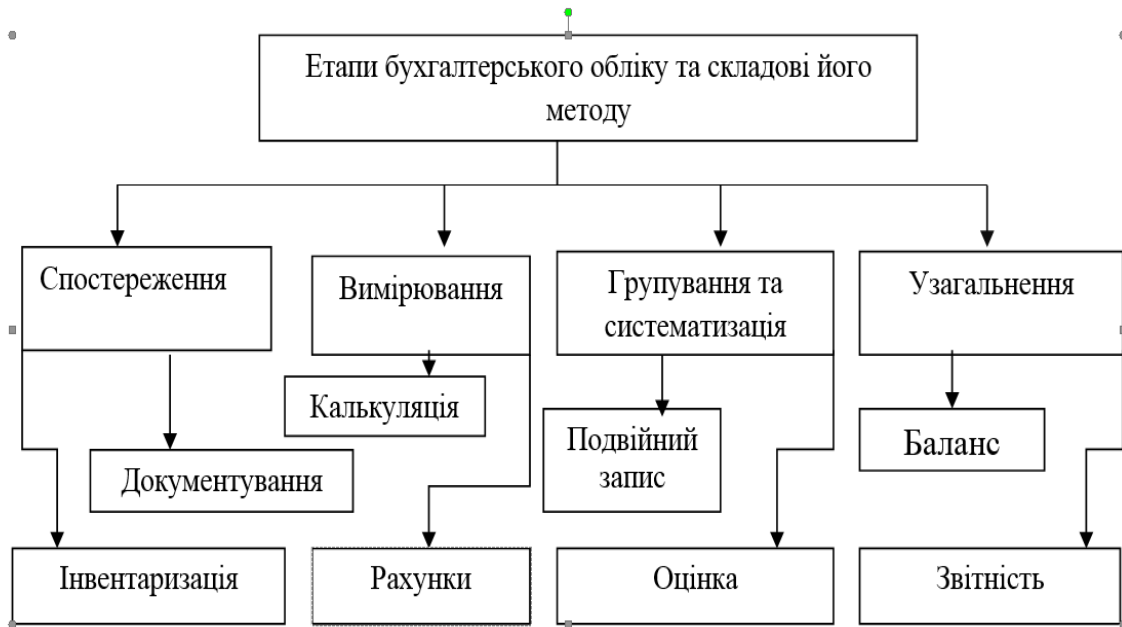 Етапи бухгалтерського обліку та складові його
методу
Спостереження
Вимірювання
Групування та
систематизація
Узагальнення
Калькуляція
Документування
Подвійний
запис
Баланс
Інвентаризація
Рахунки
Оцінка
Звітність